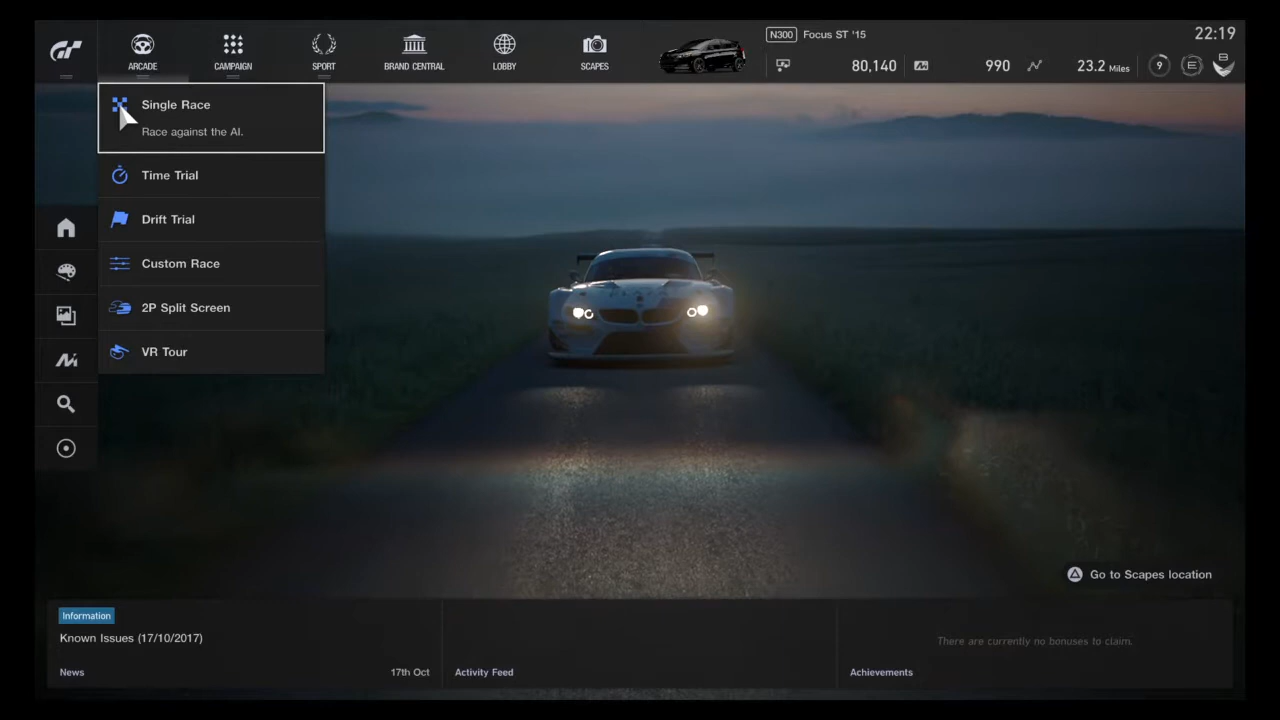 GT
ARCADE
CAMPAIGN
SPORT
BRAND CENTRAL
LOBBY
SCAPES
N300 Focus ST '15
22:19
80,140
990
23.2 Miles
9
E
B
Single Race
Race against the AI.
Time Trial
Drift Trial
Custom Race
2P Split Screen
VR Tour
Go to Scapes location
Information
Known Issues (17/10/2017)
News
17th Oct
Activity Feed
There are currently no bonuses to claim.
Achievements